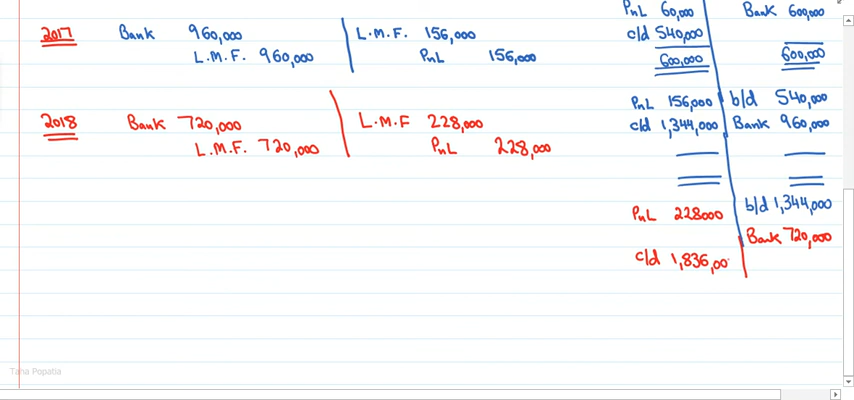 PnL 60,000 Bank 600,000
2017 Bank 960,000 L.M.F. 156,000 c/d 540,000
L.M.F. 960,000 PnL 156,000 600,000 600,000
PnL 156,000 b/d 540,000
2018 Bank 720,000 L.M.F 228,000 c/d 1,344,000 Bank 960,000
L.M.F. 720,000 PnL 228,000
PnL 228000 b/d 1,344,000
Bank 720,000
c/d 1,836,00
Taha Popatia